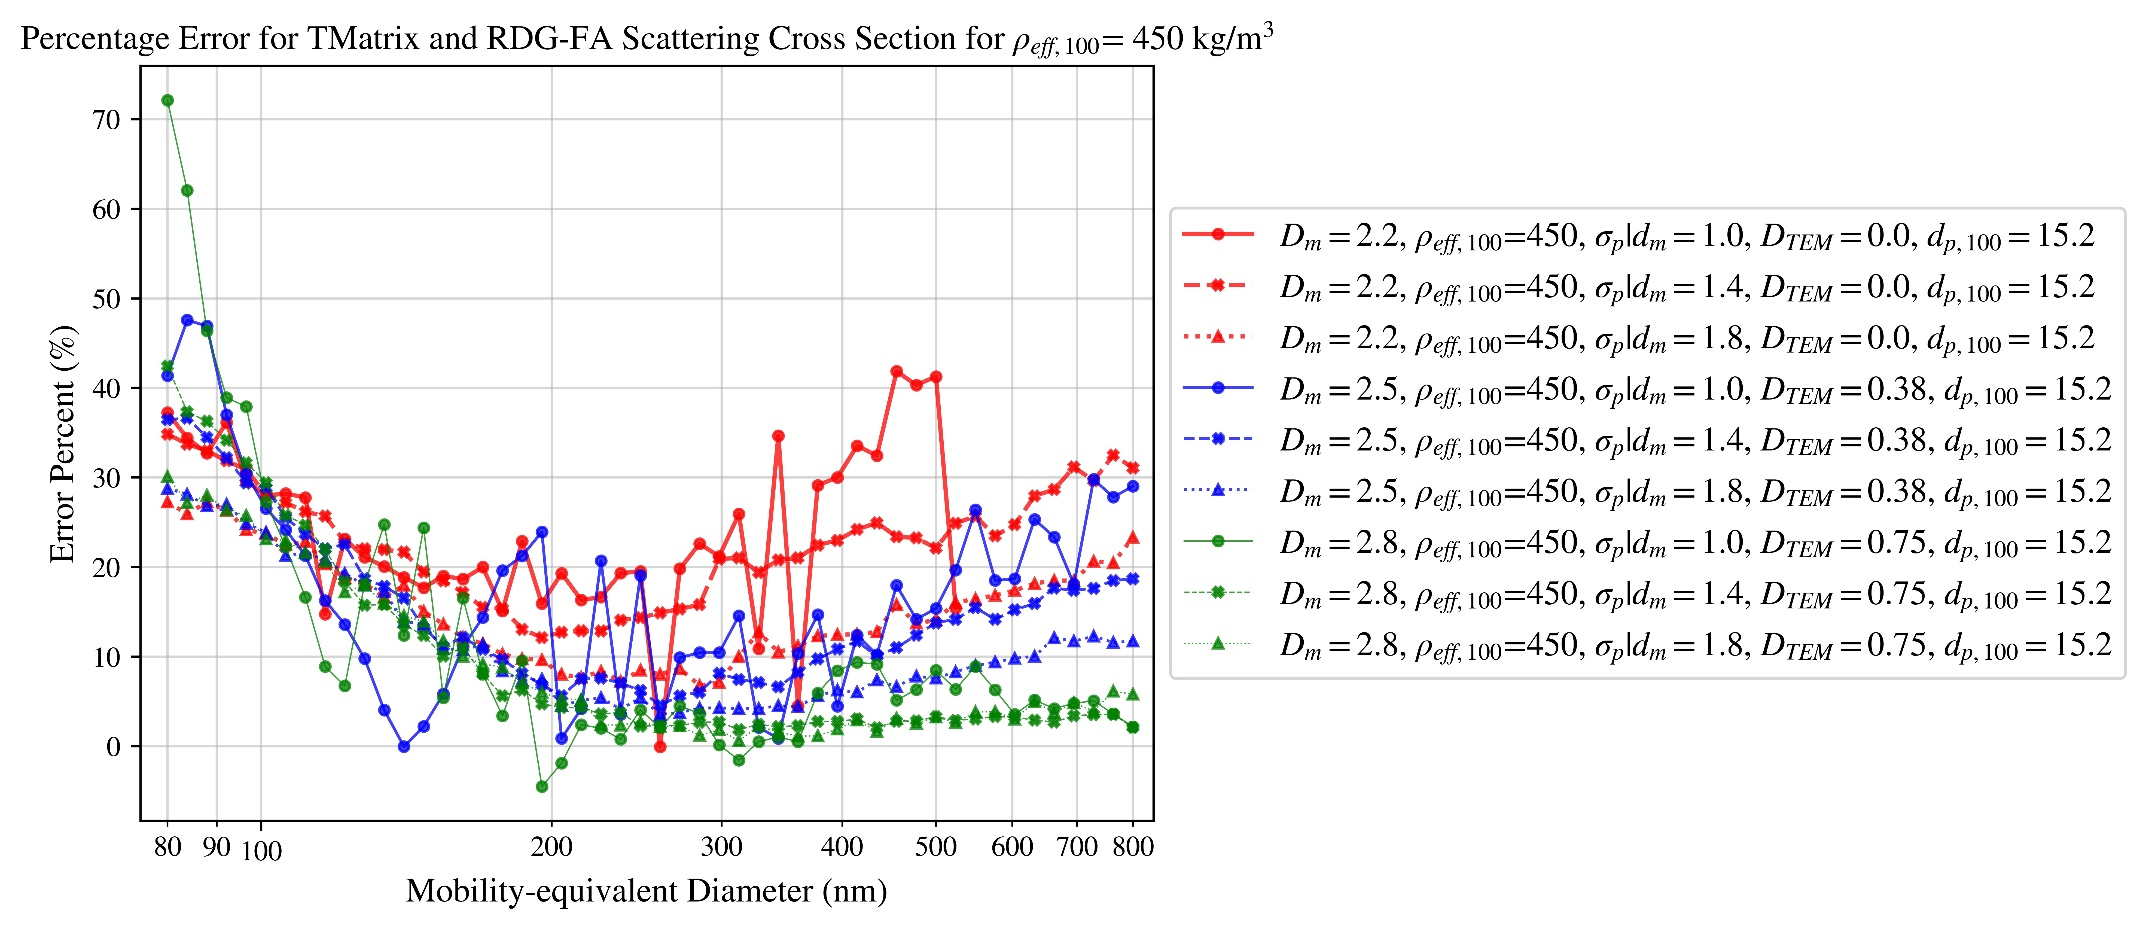 Percentage Error for TMatrix and RDG-FA Scattering Cross Section for ρeff,100= 450 kg/m³
Error Percent (%)
70
60
50
40
30
20
10
0
80 90 100 200 300 400 500 600 700 800
Mobility-equivalent Diameter (nm)
Dm = 2.2, ρeff,100=450, σp|dm = 1.0, DTEM = 0.0, dp,100 = 15.2
Dm = 2.2, ρeff,100=450, σp|dm = 1.4, DTEM = 0.0, dp,100 = 15.2
Dm = 2.2, ρeff,100=450, σp|dm = 1.8, DTEM = 0.0, dp,100 = 15.2
Dm = 2.5, ρeff,100=450, σp|dm = 1.0, DTEM = 0.38, dp,100 = 15.2
Dm = 2.5, ρeff,100=450, σp|dm = 1.4, DTEM = 0.38, dp,100 = 15.2
Dm = 2.5, ρeff,100=450, σp|dm = 1.8, DTEM = 0.38, dp,100 = 15.2
Dm = 2.8, ρeff,100=450, σp|dm = 1.0, DTEM = 0.75, dp,100 = 15.2
Dm = 2.8, ρeff,100=450, σp|dm = 1.4, DTEM = 0.75, dp,100 = 15.2
Dm = 2.8, ρeff,100=450, σp|dm = 1.8, DTEM = 0.75, dp,100 = 15.2